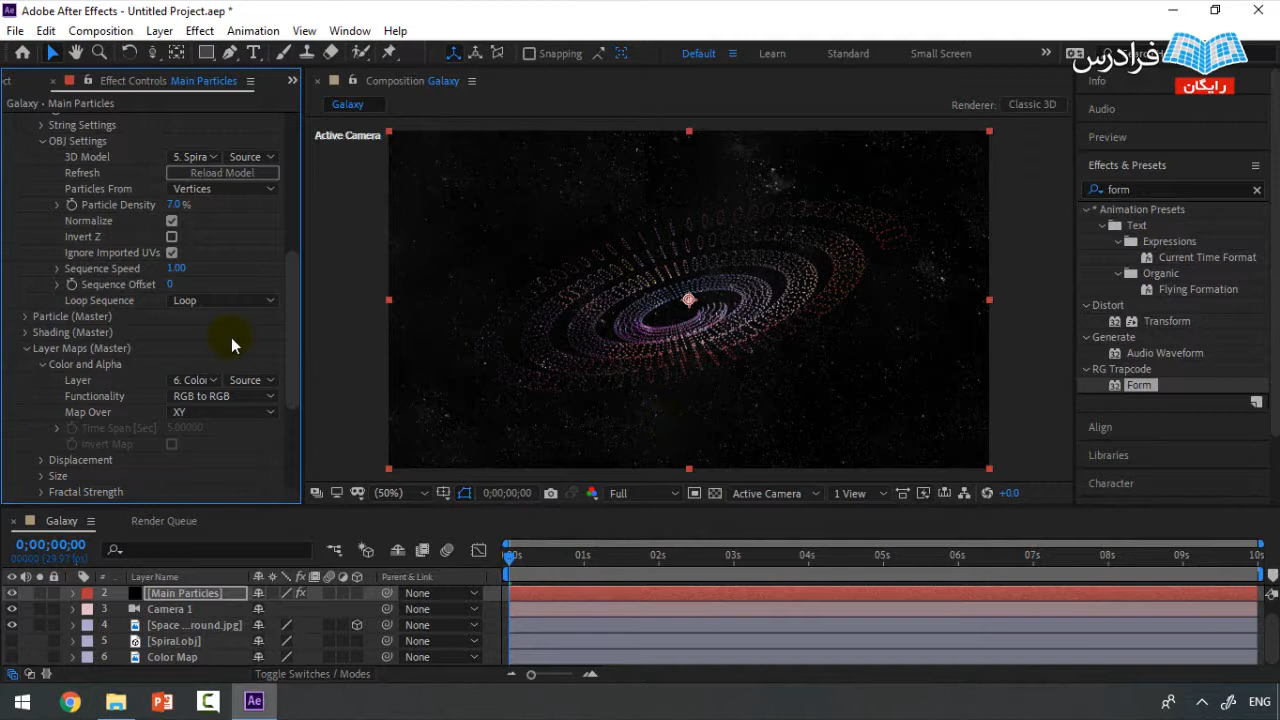 Adobe After Effects - Untitled Project.aep *
File Edit Composition Layer Effect Animation View Window Help
Snapping Default Learn Standard Small Screen
فرادرس
رایگان
ct Effect Controls Main Particles
Composition Galaxy
Info
Galaxy • Main Particles
Galaxy
Renderer: Classic 3D
Audio
String Settings
OBJ Settings
Active Camera
Preview
3D Model 5. Spira Source
Refresh Reload Model
Effects & Presets
Particles From Vertices
form
Particle Density 7.0 %
* Animation Presets
Normalize
Text
Invert Z
Expressions
Ignore Imported UVs
Current Time Format
Sequence Speed 1.00
Organic
Sequence Offset 0
Flying Formation
Loop Sequence Loop
Distort
Particle (Master)
Transform
Shading (Master)
Generate
Layer Maps (Master)
Audio Waveform
Color and Alpha
RG Trapcode
Layer 6. Color Source
Form
Functionality RGB to RGB
Map Over XY
Time Span [Sec] 5.00000
Align
Invert Map
Displacement
Libraries
Size
Fractal Strength
Character
(50%) 0;00;00;00 Full Active Camera 1 View +0.0
Galaxy Render Queue
0;00;00;00
00000 (29.97 fps)
00s 01s 02s 03s 04s 05s 06s 07s 08s 09s 10s
# Layer Name Parent & Link
2 [Main Particles] None
3 Camera 1 None
4 [Space ...round.jpg] None
5 [Spiral.obj] None
6 Color Map None
Toggle Switches / Modes
ENG